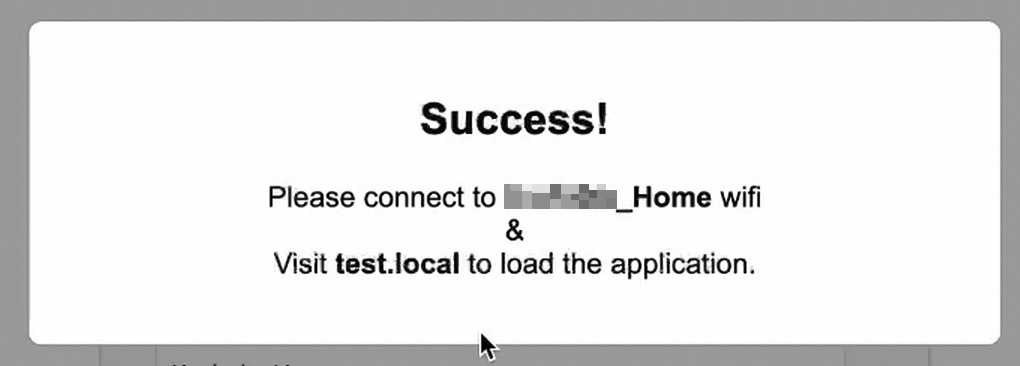 Success!
Please connect to _Home wifi
&
Visit test.local to load the application.